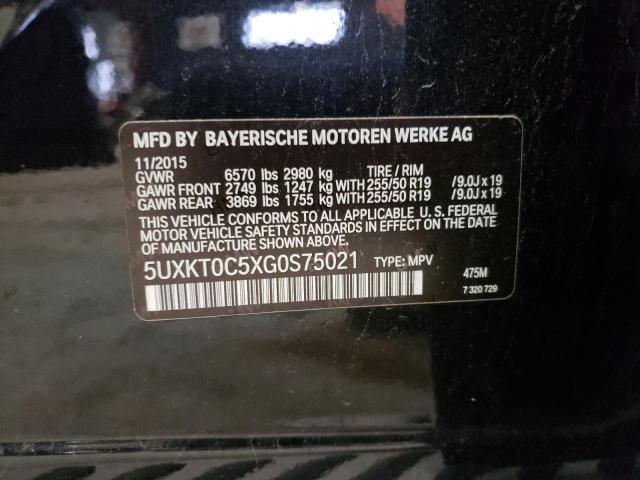 MFD BY BAYERISCHE MOTOREN WERKE AG
11/2015
GVWR 6570 lbs 2980 kg TIRE / RIM
GAWR FRONT 2749 lbs 1247 kg WITH 255/50 R19 / 9.0J x 19
GAWR REAR 3869 lbs 1755 kg WITH 255/50 R19 / 9.0J x 19
THIS VEHICLE CONFORMS TO ALL APPLICABLE U. S. FEDERAL
MOTOR VEHICLE SAFETY STANDARDS IN EFFECT ON THE DATE
OF MANUFACTURE SHOWN ABOVE.
5UXKT0C5XG0S75021 TYPE: MPV 475M
7 320 729